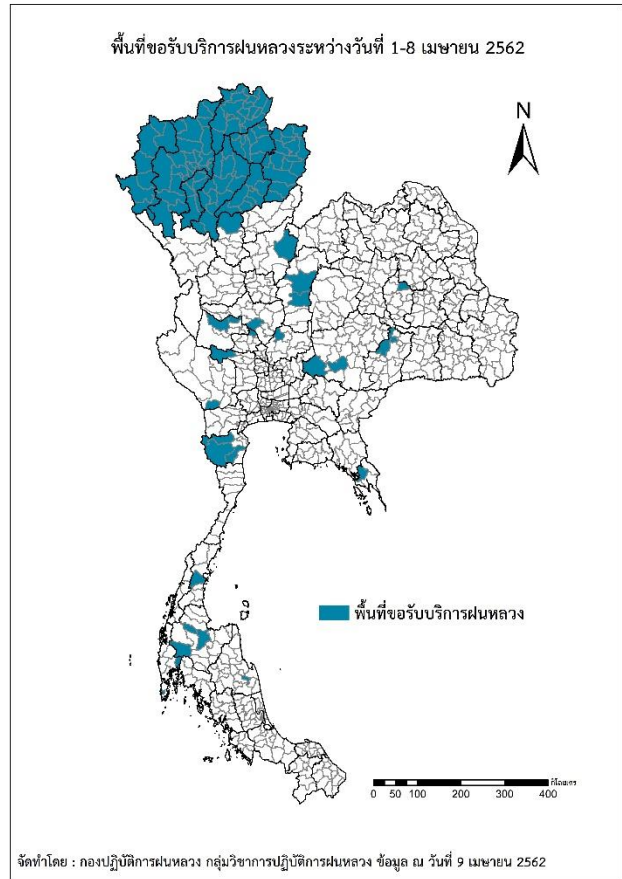 พื้นที่ขอรับบริการฝนหลวงระหว่างวันที่ 1-8 เมษายน 2562
N
พื้นที่ขอรับบริการฝนหลวง
กิโลเมตร
0 50 100 200 300 400
จัดทำโดย : กองปฏิบัติการฝนหลวง กลุ่มวิชาการปฏิบัติการฝนหลวง ข้อมูล ณ วันที่ 9 เมษายน 2562